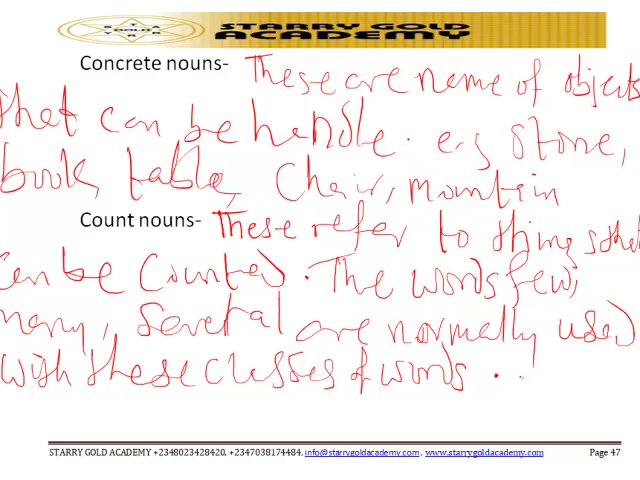 STARRY GOLD
ACADEMY
Concrete nouns- These are name of objects
that can be handle. e.g stone,
book, table, Chair, Mountain
Count nouns- These refer to things that
can be Counted. The words few,
many, several are normally used
with these classes of words..
STARRY GOLD ACADEMY +2348023428420, +2347038174484, info@starrygoldacademy.com, www.starrygoldacademy.com Page 47